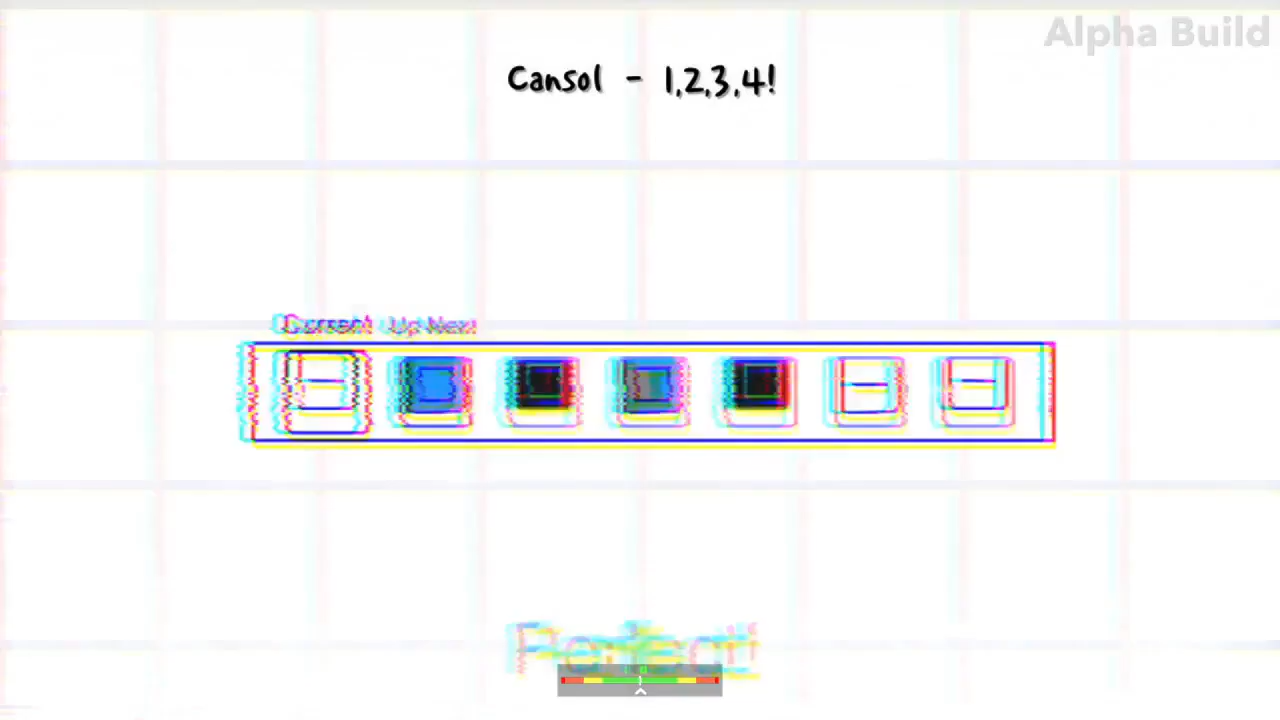 Alpha Build
Cansol - 1,2,3,4!
Current Up Next
Perfect!